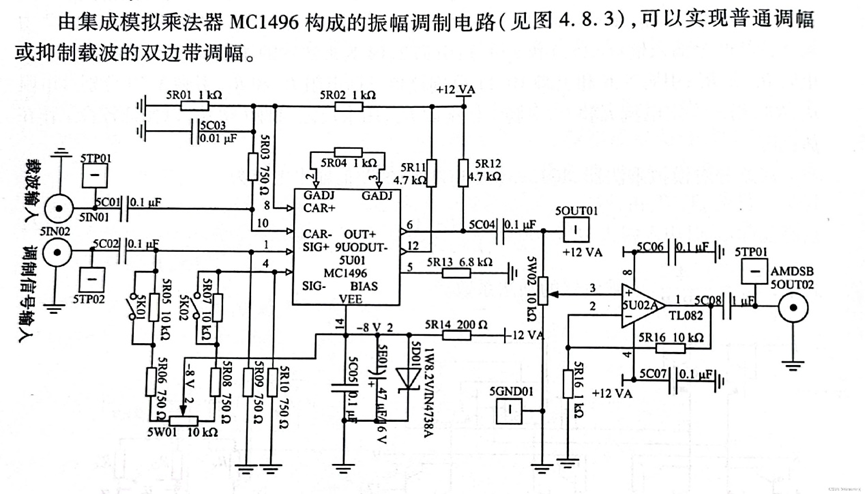 由集成模拟乘法器 MC1496 构成的振幅调制电路(见图 4.8.3),可以实现普通调幅
或抑制载波的双边带调幅。
5R01 1 kΩ
5R02 1 kΩ
+12 VA
5C03
0.01 μF
5R03 750 Ω
5R04 1 kΩ
2
3
5R11
4.7 kΩ
5R12
4.7 kΩ
载波输入
5TP01
5IN01
5C01
0.1 μF
8
10
GADJ
GADJ
CAR+
CAR-
OUT+
SIG+
9UODUT-
5U01
MC1496
SIG-
BIAS
VEE
6
12
5
1
4
14
调制信号输入
5IN02
5TP02
5C02
0.1 μF
5K01
5R05 10 kΩ
5K02
5R07 10 kΩ
5R06 750 Ω
5R08 750 Ω
-8 V 2
5W01 10 kΩ
5R09 750 Ω
5R10 750 Ω
-8 V 2
5R14 200 Ω
-12 VA
5C05 0.1 μF
5E01
+
47 μF/16 V
5D01
1W8.2V/IN4738A
5R13 6.8 kΩ
5C04
0.1 μF
5OUT01
5W02 10 kΩ
5GND01
+12 VA
5C06
0.1 μF
8
3
2
+
-
5U02A
1
TL082
4
5C08
1 μF
5TP01
AMDSB
5OUT02
5R16 10 kΩ
5R16 1 kΩ
5C07
0.1 μF
+12 VA